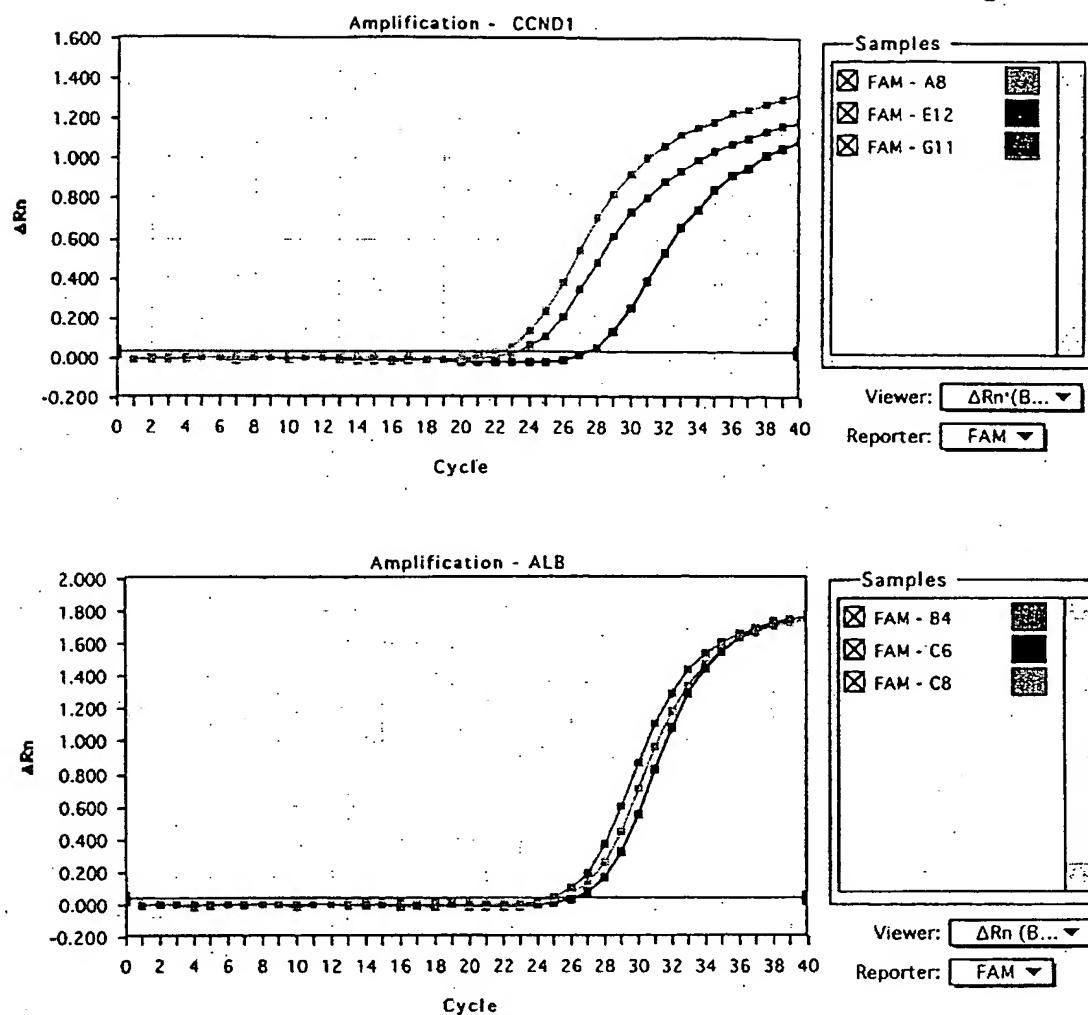 Amplification - CCND1
1.600
1.400
1.200
1.000
0.800
0.600
0.400
0.200
0.000
-0.200
ΔRn
0 2 4 6 8 10 12 14 16 18 20 22 24 26 28 30 32 34 36 38 40
Cycle
Samples
FAM - A8
FAM - E12
FAM - G11
Viewer: ΔRn (B... ▼
Reporter: FAM ▼
Amplification - ALB
2.000
1.800
1.600
1.400
1.200
1.000
0.800
0.600
0.400
0.200
0.000
-0.200
ΔRn
0 2 4 6 8 10 12 14 16 18 20 22 24 26 28 30 32 34 36 38 40
Cycle
Samples
FAM - B4
FAM - C6
FAM - C8
Viewer: ΔRn (B... ▼
Reporter: FAM ▼